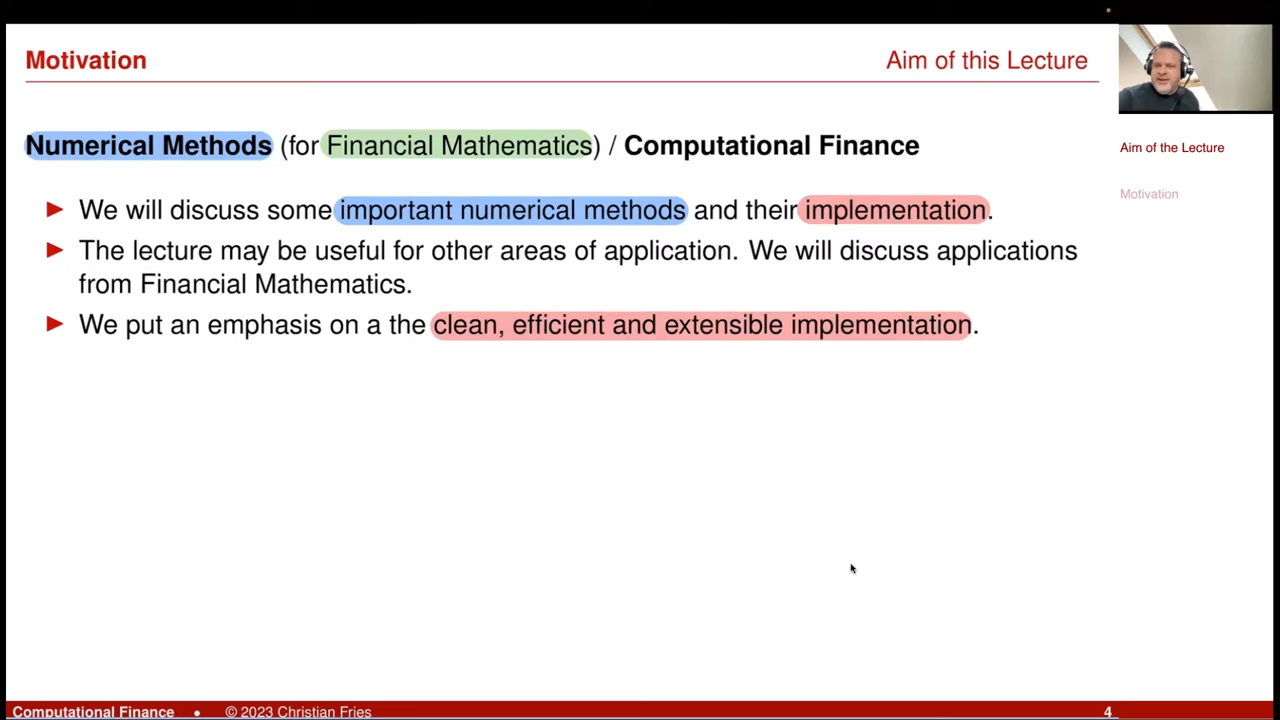 Motivation
Aim of this Lecture
Numerical Methods (for Financial Mathematics) / Computational Finance
► We will discuss some important numerical methods and their implementation.
► The lecture may be useful for other areas of application. We will discuss applications
from Financial Mathematics.
► We put an emphasis on a the clean, efficient and extensible implementation.
Aim of the Lecture
Motivation
Computational Finance • © 2023 Christian Fries 4